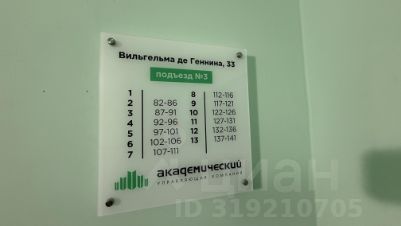 Вильгельма де Геннина, 33
подъезд №3
1 8 112-116
2 82-86 9 117-121
3 87-91 10 122-126
4 92-96 11 127-131
5 97-101 12 132-136
6 102-106 13 137-141
7 107-111
академический
УПРАВЛЯЮЩАЯ КОМПАНИЯ
циан
ID 319210705